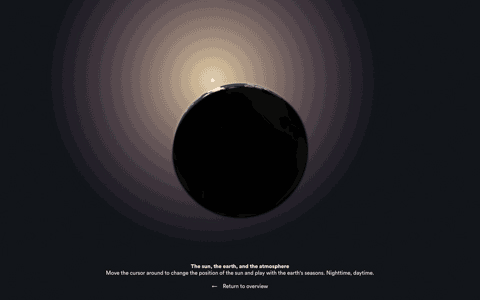 The sun, the earth, and the atmosphere
Move the cursor around to change the position of the sun and play with the earth's seasons. Nighttime, daytime.
← Return to overview